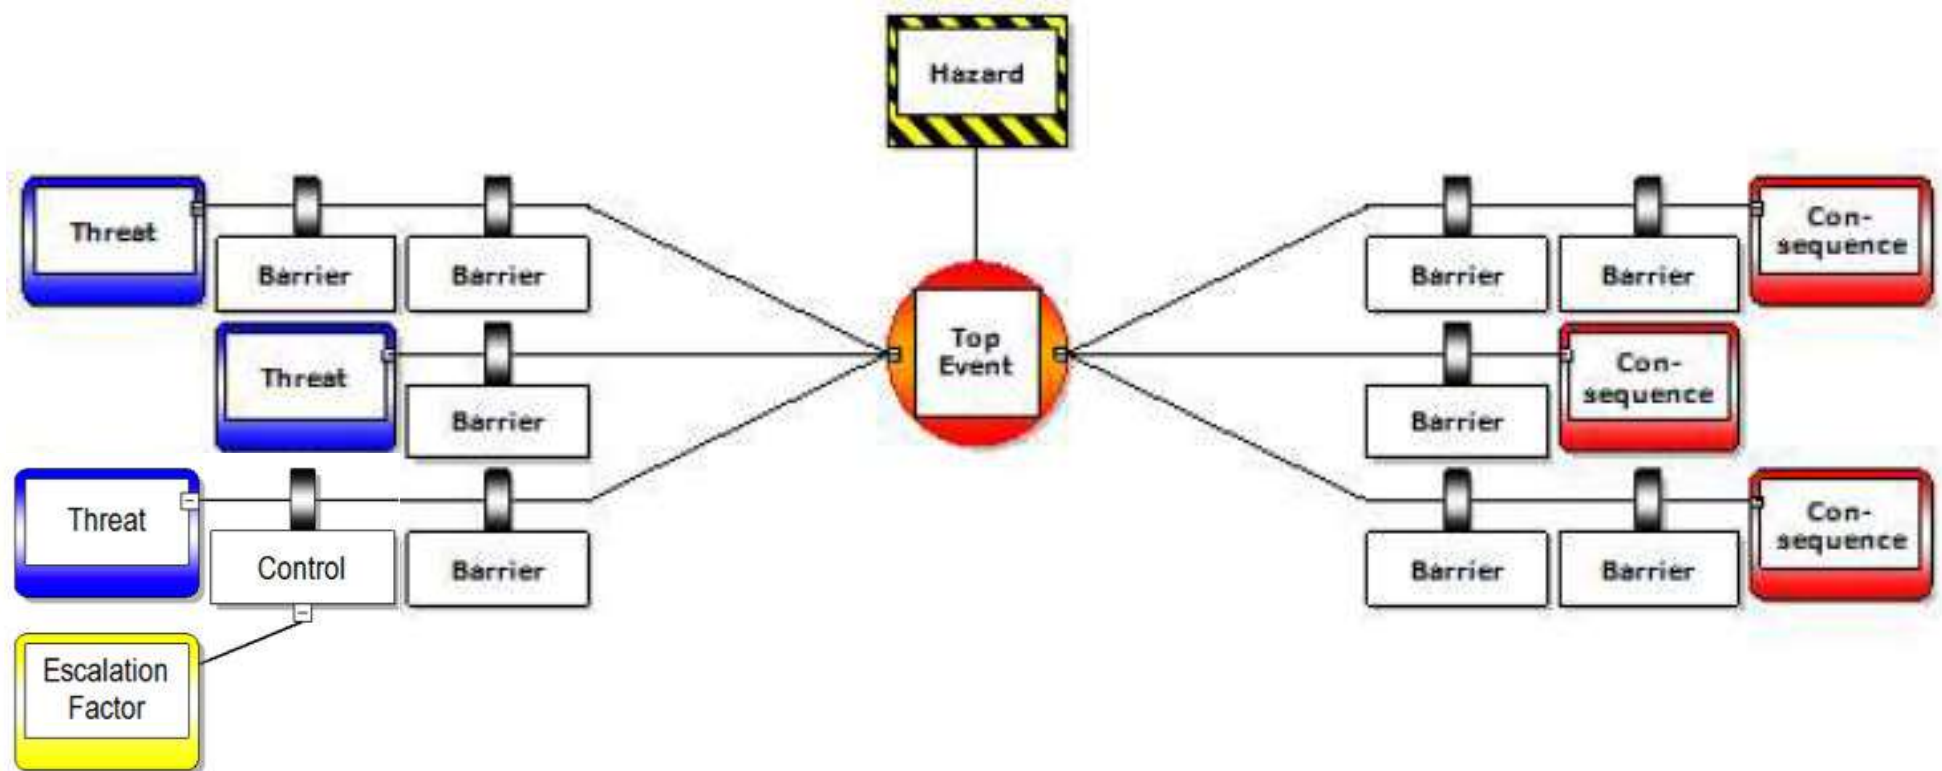 Hazard
Threat
Barrier
Barrier
Threat
Barrier
Threat
Control
Barrier
Escalation
Factor
Top
Event
Barrier
Barrier
Con-
sequence
Barrier
Con-
sequence
Barrier
Barrier
Con-
sequence